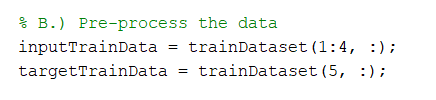 % B.) Pre-process the data
inputTrainData = trainDataset(1:4, :);
targetTrainData = trainDataset(5, :);